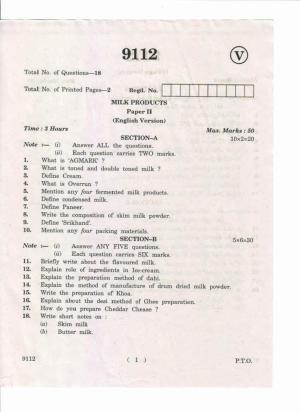 9112
V
Total No. of Questions—18
Total No. of Printed Pages—2 Regd. No.
MILK PRODUCTS
Paper II
(English Version)
Time : 3 Hours Max. Marks : 50
SECTION–A 10×2=20
Note :— (i) Answer ALL the questions.
(ii) Each question carries TWO marks.
1. What is 'AGMARK' ?
2. What is toned and double toned milk ?
3. Define Cream.
4. What is Overrun ?
5. Mention any four fermented milk products.
6. Define condensed milk.
7. Define Paneer.
8. Write the composition of skim milk powder.
9. Define 'Srikhand'.
10. Mention any four packing materials.
SECTION–B 5×6=30
Note :— (i) Answer ANY FIVE questions.
(ii) Each question carries SIX marks.
11. Briefly write about the flavoured milk.
12. Explain role of ingredients in Ice-cream.
13. Explain the preparation method of dahi.
14. Explain the method of manufacture of drum dried milk powder.
15. Write the preparation of Khoa.
16. Explain about the desi method of Ghee preparation.
17. How do you prepare Cheddar Cheese ?
18. Write short notes on :
(a) Skim milk
(b) Butter milk.
9112 ( 1 ) P.T.O.